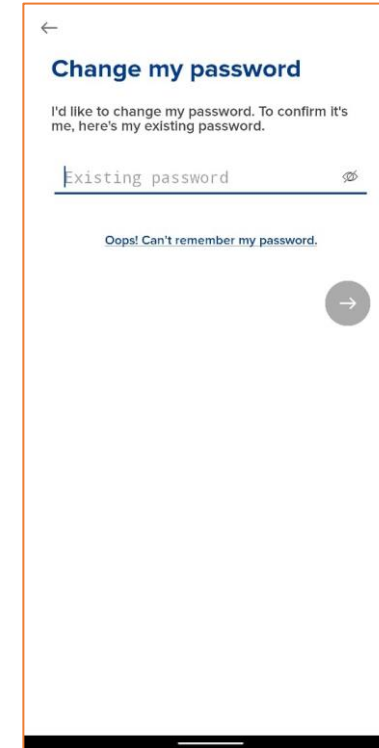 Change my password
I'd like to change my password. To confirm it's
me, here's my existing password.
Existing password
Oops! Can't remember my password.